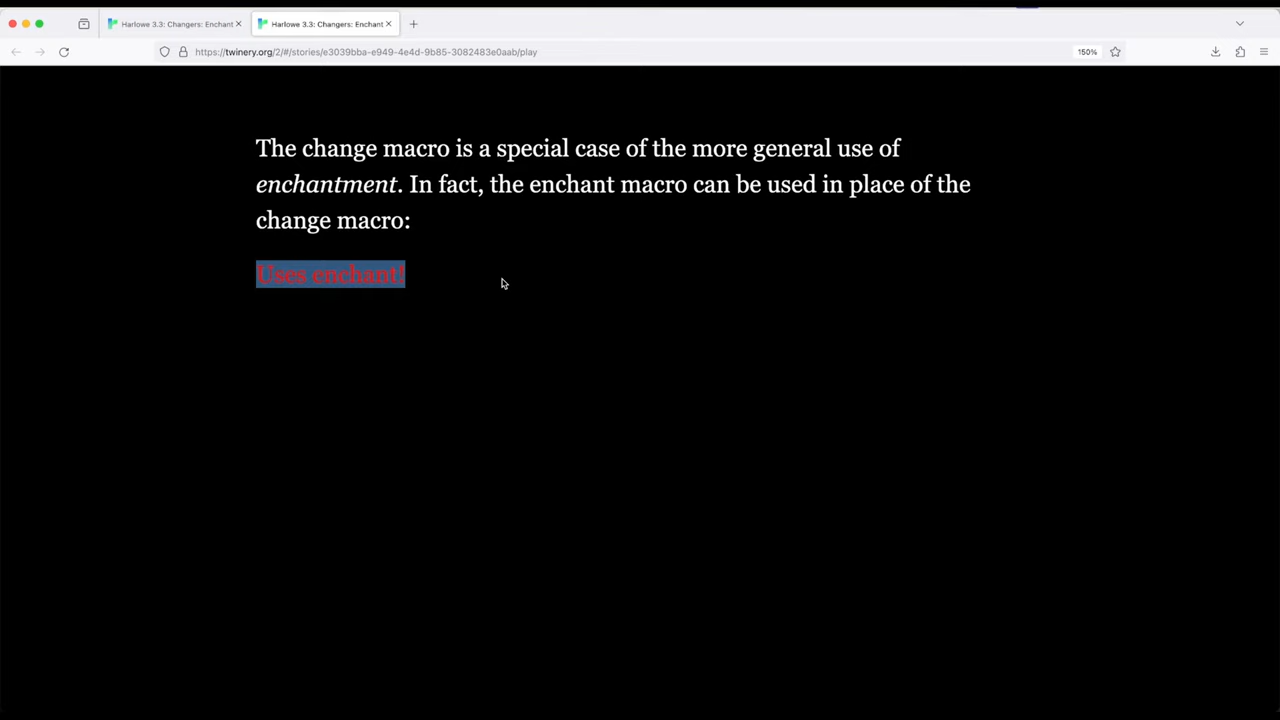 Harlowe 3.3: Changers: Enchant
Harlowe 3.3: Changers: Enchant
https://twinery.org/2/#/stories/e3039bba-e949-4e4d-9b85-3082483e0aab/play
150%
The change macro is a special case of the more general use of
enchantment. In fact, the enchant macro can be used in place of the
change macro:
Uses enchant!